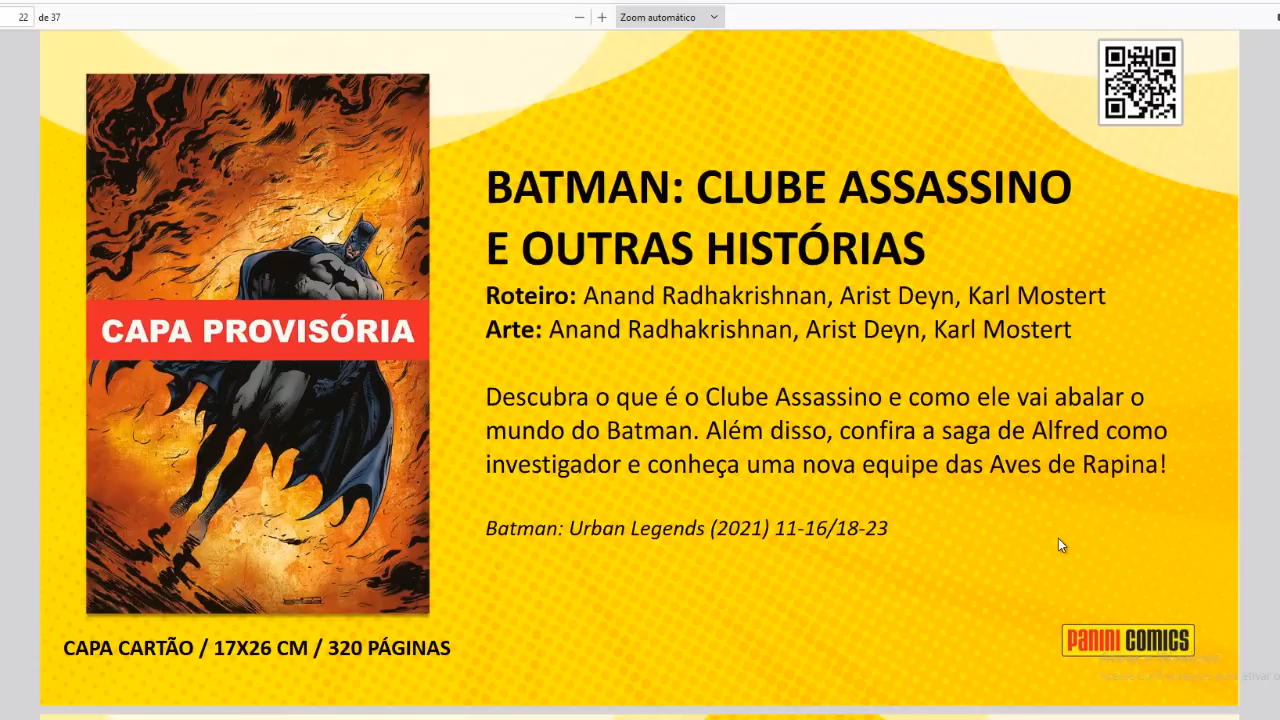 22 de 37
Zoom automático
BATMAN: CLUBE ASSASSINO
E OUTRAS HISTÓRIAS
Roteiro: Anand Radhakrishnan, Arist Deyn, Karl Mostert
Arte: Anand Radhakrishnan, Arist Deyn, Karl Mostert
CAPA PROVISÓRIA
Descubra o que é o Clube Assassino e como ele vai abalar o
mundo do Batman. Além disso, confira a saga de Alfred como
investigador e conheça uma nova equipe das Aves de Rapina!
Batman: Urban Legends (2021) 11-16/18-23
CAPA CARTÃO / 17X26 CM / 320 PÁGINAS
PANINI COMICS